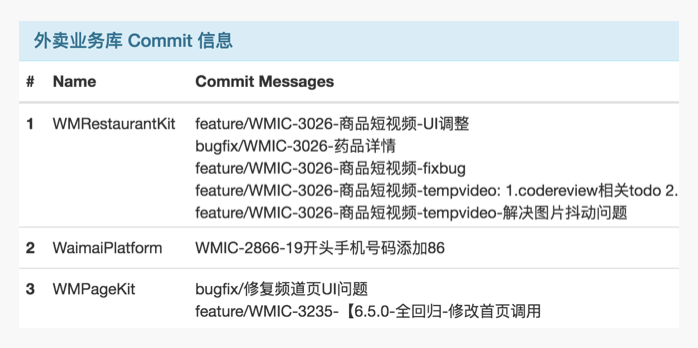 外卖业务库 Commit 信息
# Name Commit Messages
1 WMRestaurantKit feature/WMIC-3026-商品短视频-UI调整
bugfix/WMIC-3026-药品详情
feature/WMIC-3026-商品短视频-fixbug
feature/WMIC-3026-商品短视频-tempvideo: 1.codereview相关todo 2.
feature/WMIC-3026-商品短视频-tempvideo-解决图片抖动问题
2 WaimaiPlatform WMIC-2866-19开头手机号码添加86
3 WMPageKit bugfix/修复频道页UI问题
feature/WMIC-3235-【6.5.0-全回归-修改首页调用